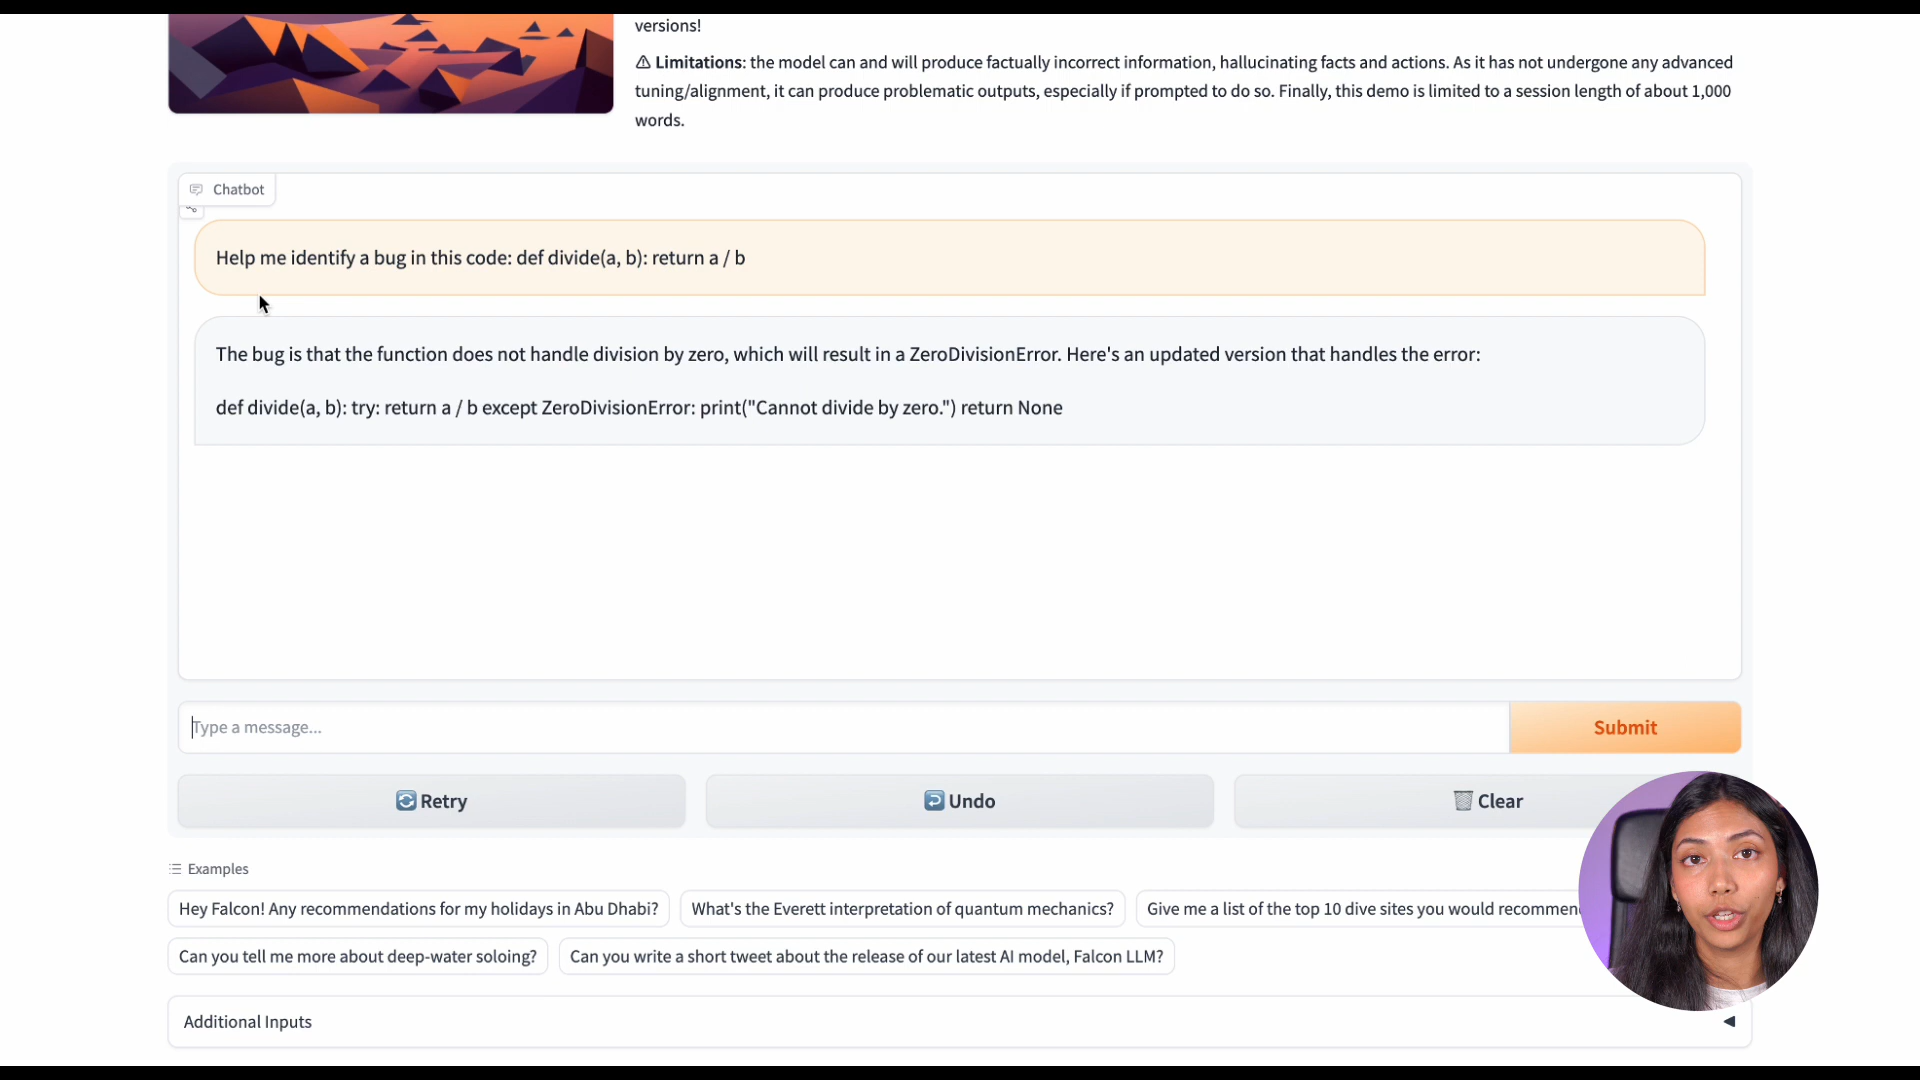 versions!
⚠ Limitations: the model can and will produce factually incorrect information, hallucinating facts and actions. As it has not undergone any advanced
tuning/alignment, it can produce problematic outputs, especially if prompted to do so. Finally, this demo is limited to a session length of about 1,000
words.
Chatbot
Help me identify a bug in this code: def divide(a, b): return a / b
The bug is that the function does not handle division by zero, which will result in a ZeroDivisionError. Here's an updated version that handles the error:
def divide(a, b): try: return a / b except ZeroDivisionError: print("Cannot divide by zero.") return None
Type a message...
Submit
Retry
Undo
Clear
Examples
Hey Falcon! Any recommendations for my holidays in Abu Dhabi?
What's the Everett interpretation of quantum mechanics?
Give me a list of the top 10 dive sites you would
Can you tell me more about deep-water soloing?
Can you write a short tweet about the release of our latest AI model, Falcon LLM?
Additional Inputs